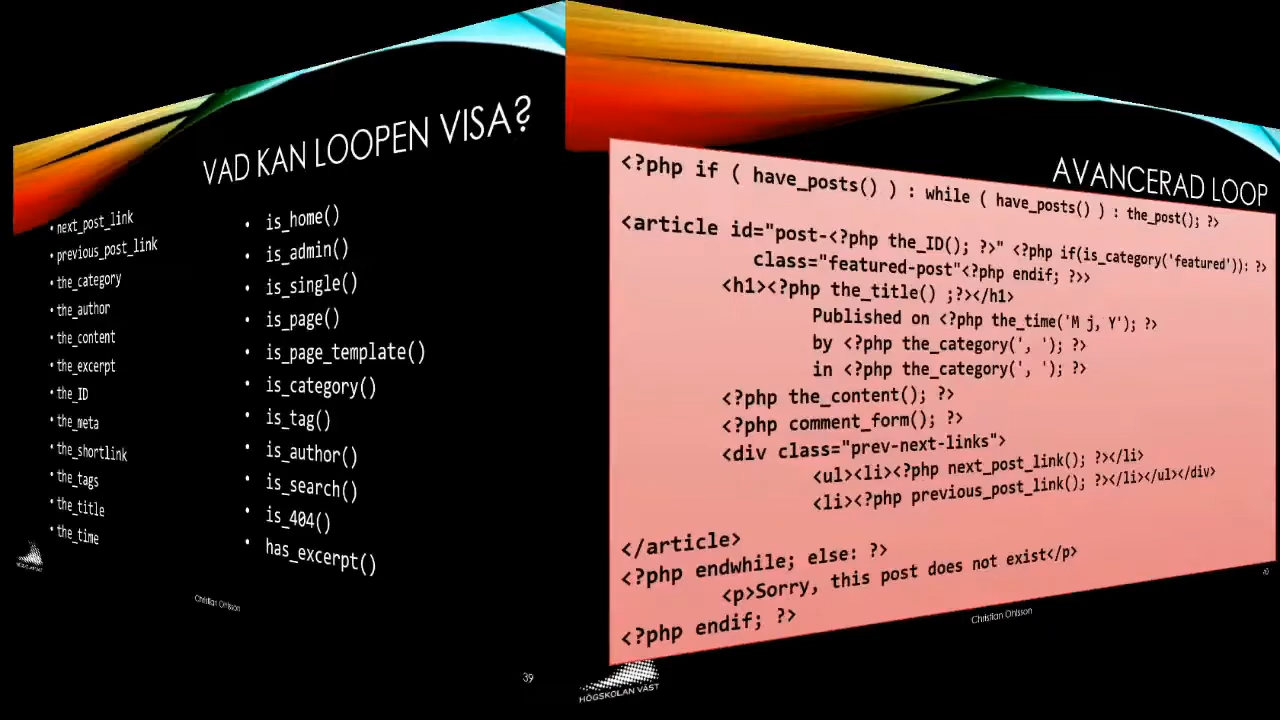 VAD KAN LOOPEN VISA?
• next_post_link
• previous_post_link
• the_category
• the_author
• the_content
• the_excerpt
• the_ID
• the_meta
• the_shortlink
• the_tags
• the_title
• the_time
• is_home()
• is_admin()
• is_single()
• is_page()
• is_page_template()
• is_category()
• is_tag()
• is_author()
• is_search()
• is_404()
• has_excerpt()
HÖGSKOLAN VÄST
Christian Ohlsson
39
AVANCERAD LOOP
<?php if ( have_posts() ) : while ( have_posts() ) : the_post(); ?>
<article id="post-<?php the_ID(); ?>" <?php if(is_category('featured')): ?>
class="featured-post"<?php endif; ?>>
<h1><?php the_title() ;?></h1>
Published on <?php the_time('M j, Y'); ?>
by <?php the_category(', '); ?>
in <?php the_category(', '); ?>
<?php the_content(); ?>
<?php comment_form(); ?>
<div class="prev-next-links">
<ul><li><?php next_post_link(); ?></li>
<li><?php previous_post_link(); ?></li></ul></div>
</article>
<?php endwhile; else: ?>
<p>Sorry, this post does not exist</p>
<?php endif; ?>
HÖGSKOLAN VÄST
Christian Ohlsson